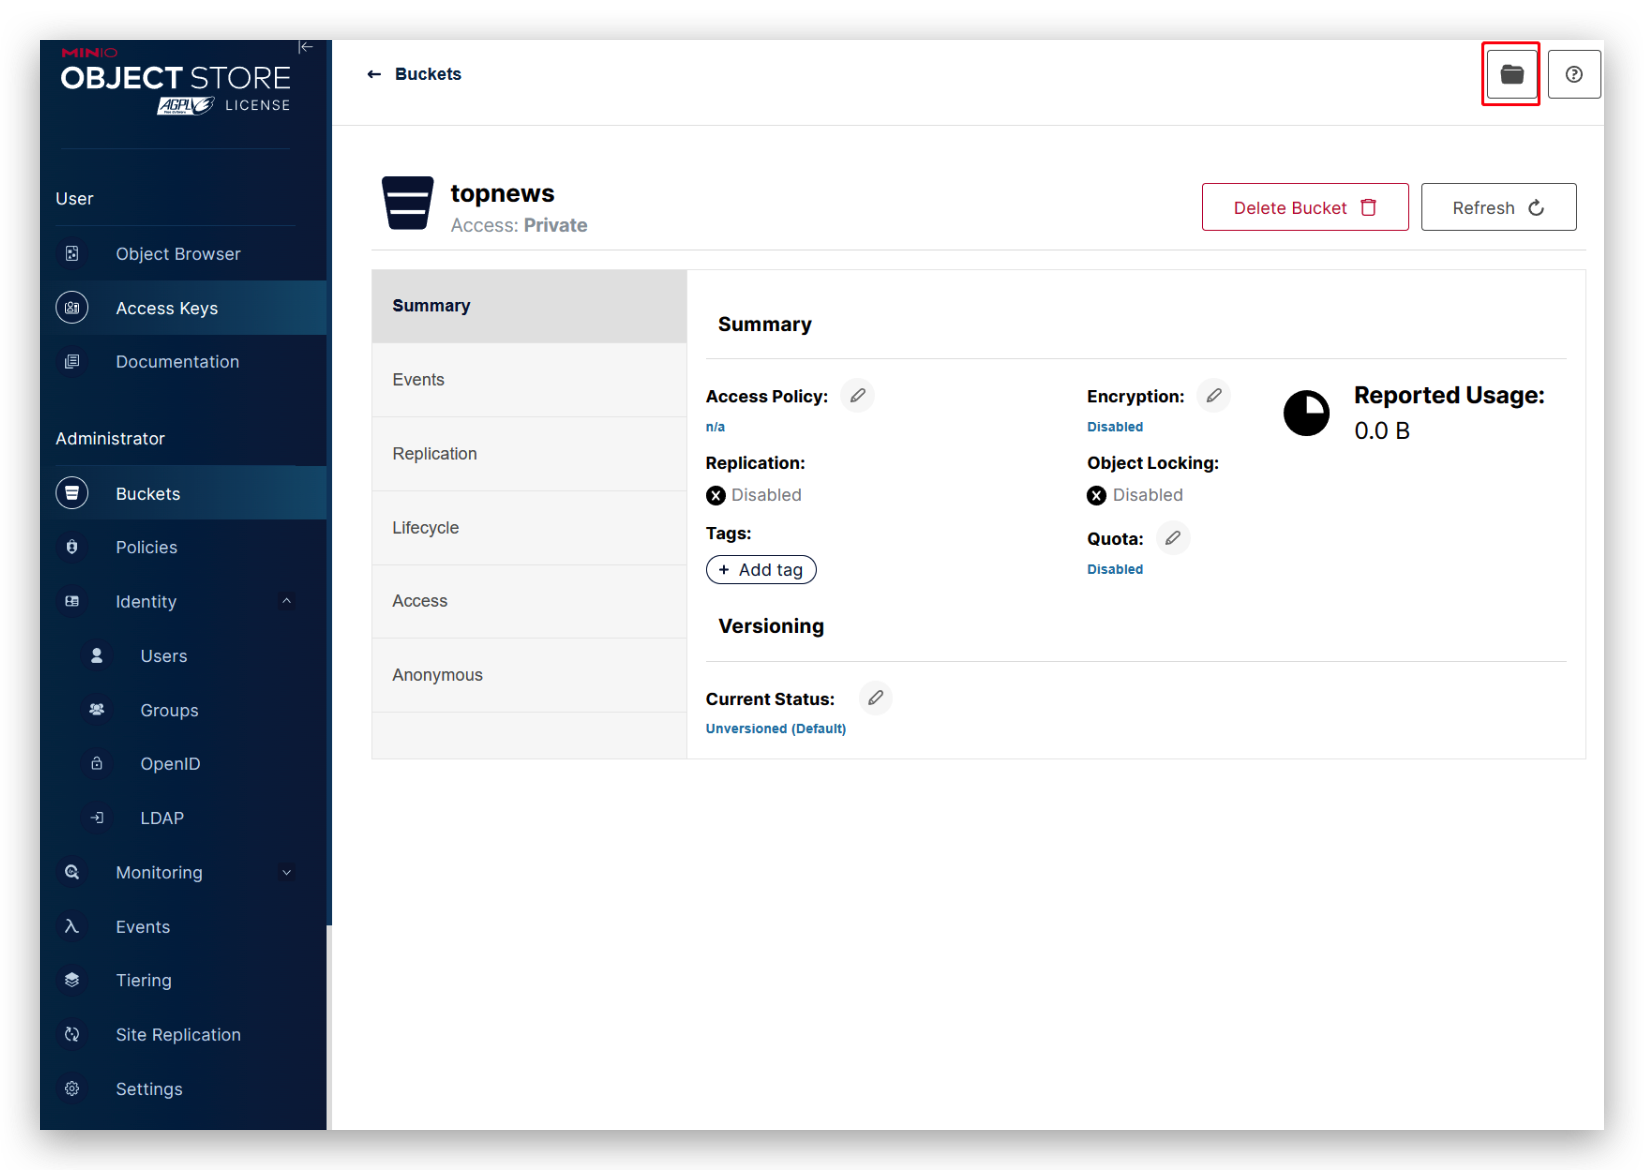 MINIO
OBJECT STORE
AGPL v3 LICENSE
User
Object Browser
Access Keys
Documentation
Administrator
Buckets
Policies
Identity
Users
Groups
OpenID
LDAP
Monitoring
Events
Tiering
Site Replication
Settings
← Buckets
topnews
Access: Private
Delete Bucket
Refresh
Summary
Events
Replication
Lifecycle
Access
Anonymous
Summary
Access Policy:
n/a
Encryption:
Disabled
Reported Usage:
0.0 B
Replication:
Disabled
Object Locking:
Disabled
Tags:
+ Add tag
Quota:
Disabled
Versioning
Current Status:
Unversioned (Default)